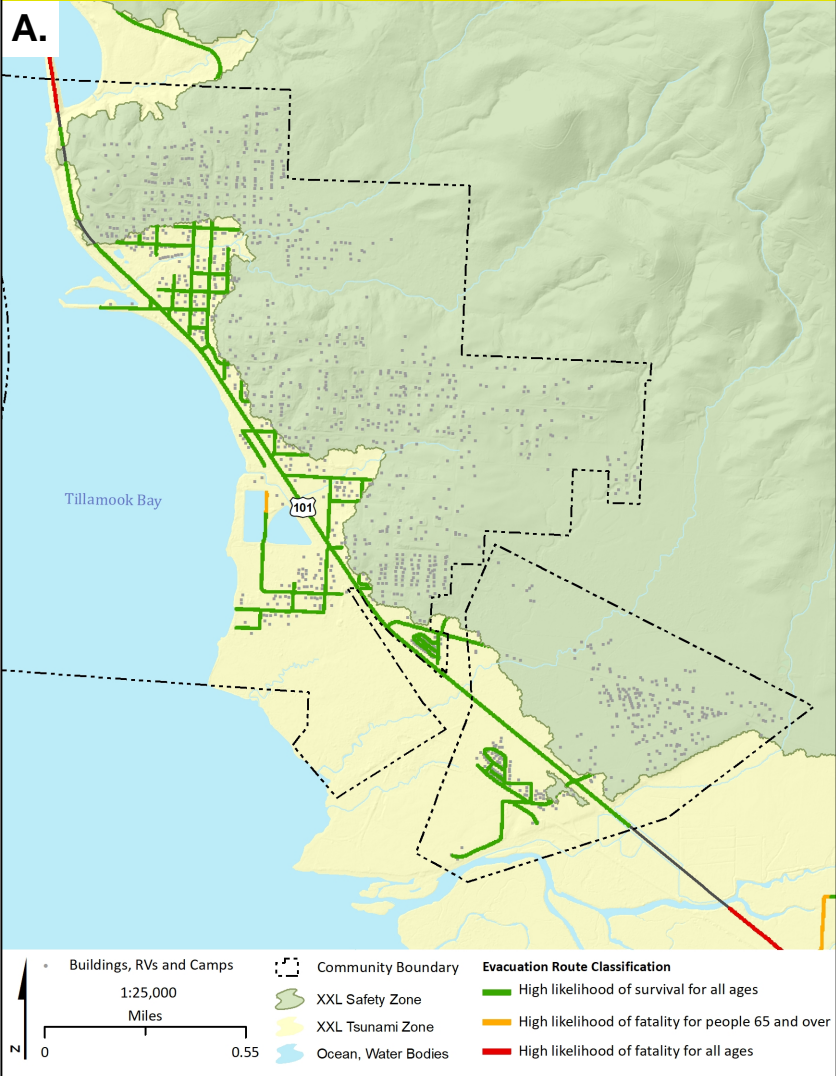 A.
Tillamook Bay
101
Buildings, RVs and Camps
1:25,000
Miles
0
0.55
N
Community Boundary
XXL Safety Zone
XXL Tsunami Zone
Ocean, Water Bodies
Evacuation Route Classification
High likelihood of survival for all ages
High likelihood of fatality for people 65 and over
High likelihood of fatality for all ages